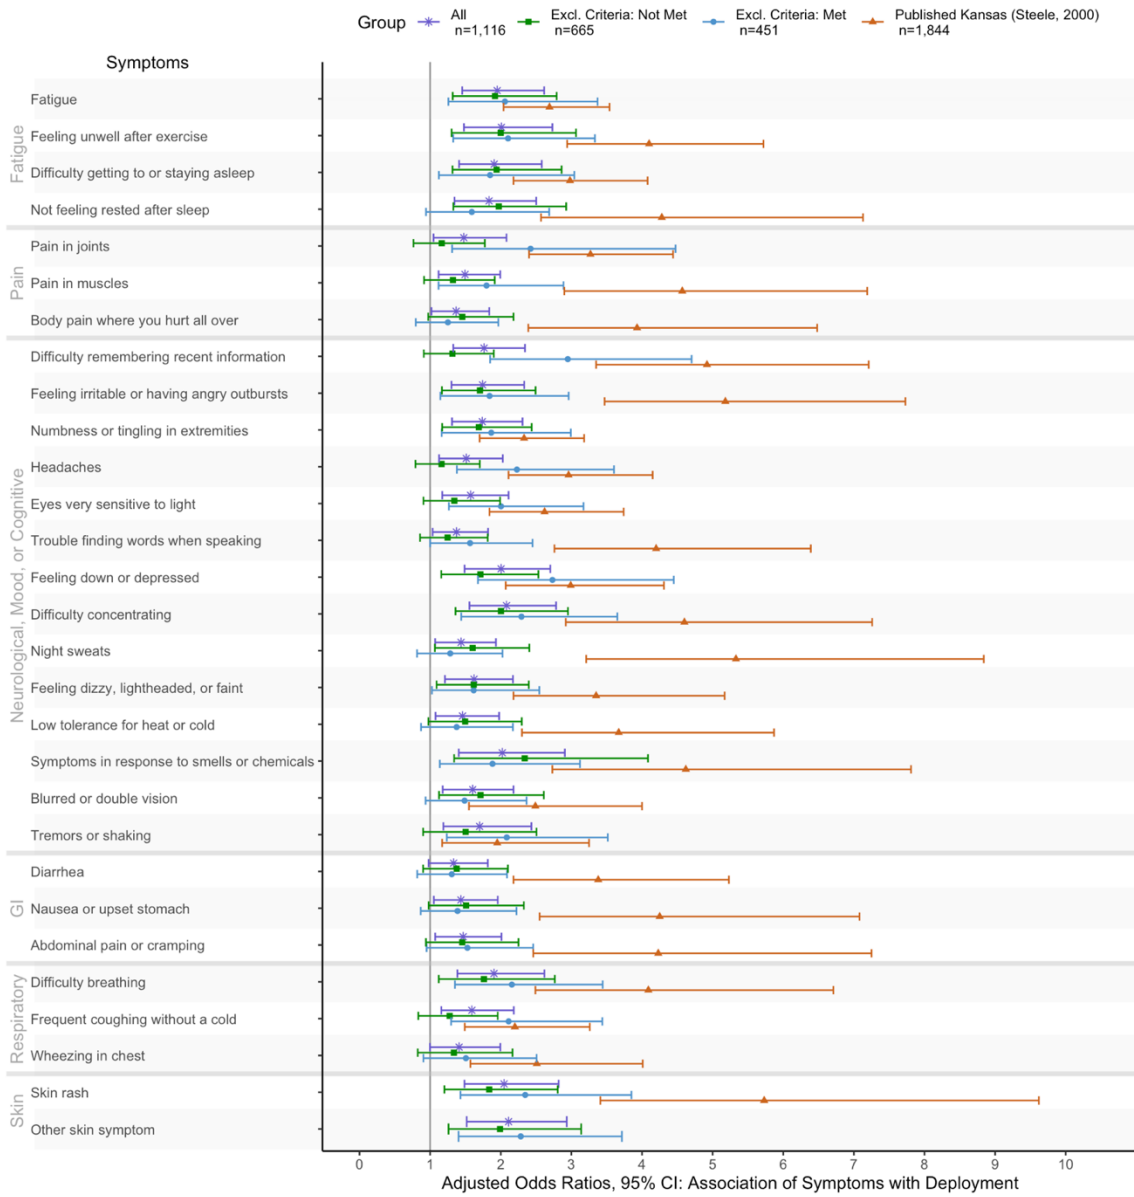 Group
All
n=1,116
Excl. Criteria: Not Met
n=665
Excl. Criteria: Met
n=451
Published Kansas (Steele, 2000)
n=1,844
Symptoms
Fatigue
Fatigue
Feeling unwell after exercise
Difficulty getting to or staying asleep
Not feeling rested after sleep
Pain
Pain in joints
Pain in muscles
Body pain where you hurt all over
Neurological, Mood, or Cognitive
Difficulty remembering recent information
Feeling irritable or having angry outbursts
Numbness or tingling in extremities
Headaches
Eyes very sensitive to light
Trouble finding words when speaking
Feeling down or depressed
Difficulty concentrating
Night sweats
Feeling dizzy, lightheaded, or faint
Low tolerance for heat or cold
Symptoms in response to smells or chemicals
Blurred or double vision
Tremors or shaking
GI
Diarrhea
Nausea or upset stomach
Abdominal pain or cramping
Respiratory
Difficulty breathing
Frequent coughing without a cold
Wheezing in chest
Skin
Skin rash
Other skin symptom
0 1 2 3 4 5 6 7 8 9 10
Adjusted Odds Ratios, 95% CI: Association of Symptoms with Deployment